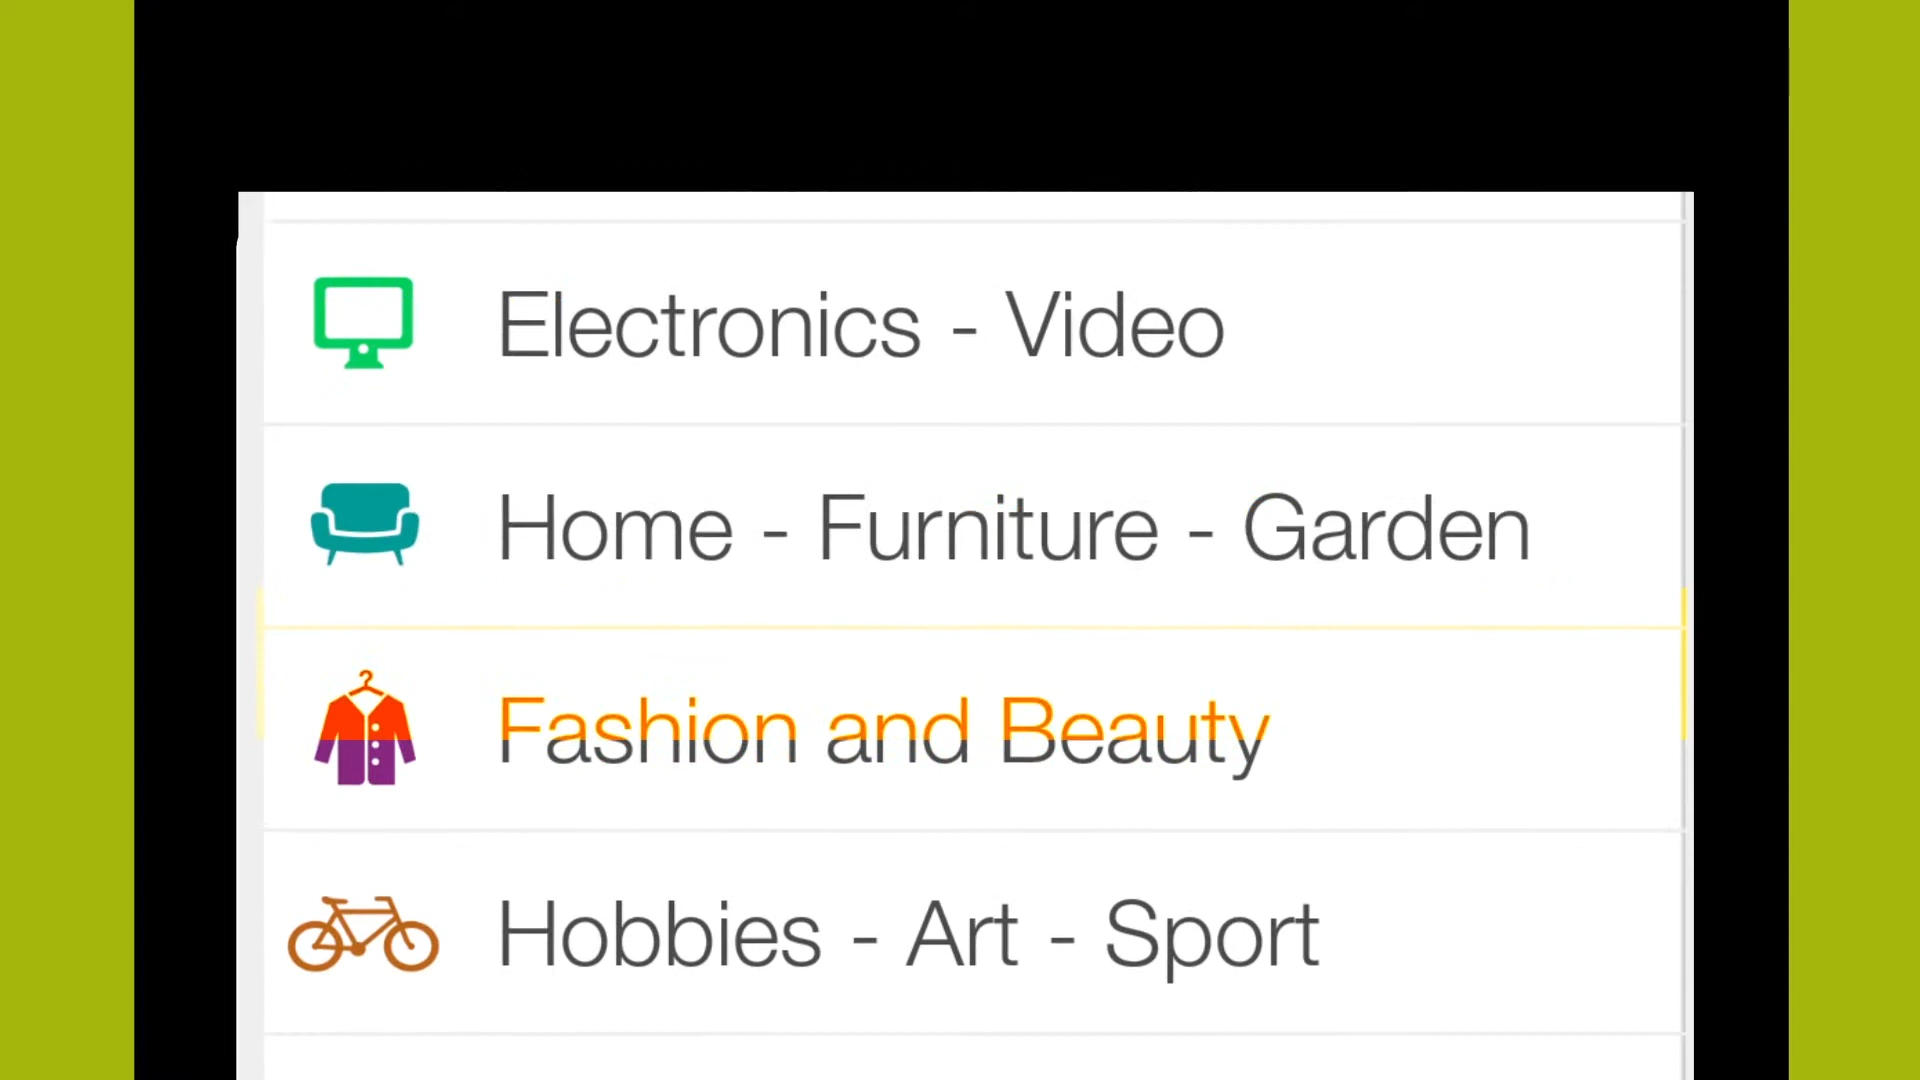 Electronics - Video
Home - Furniture - Garden
Fashion and Beauty
Hobbies - Art - Sport